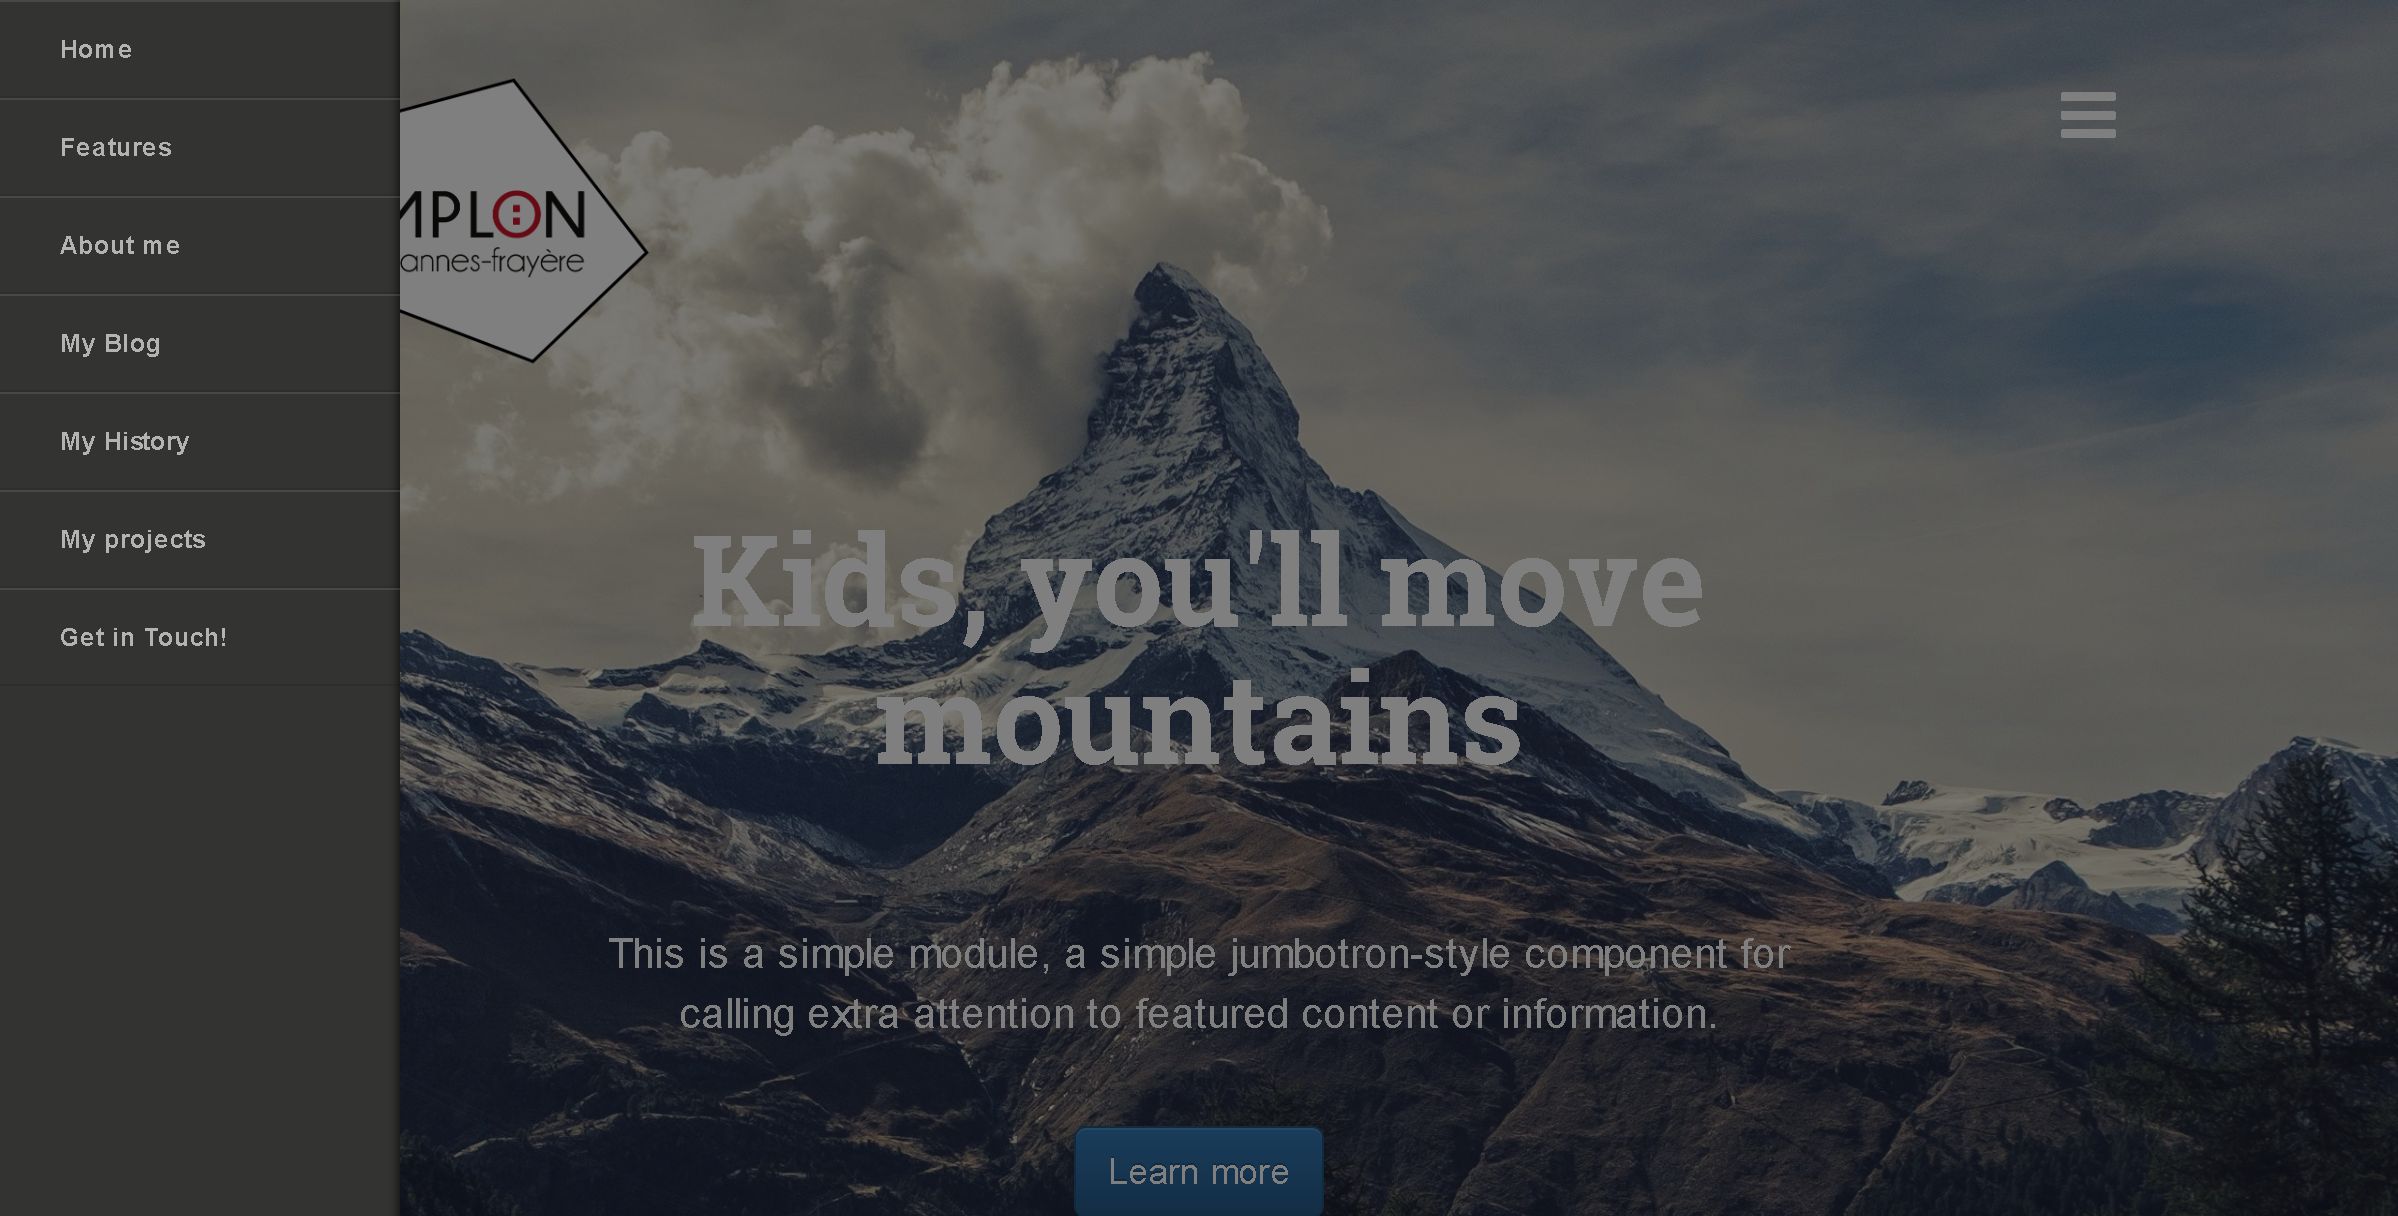 Home
Features
About me
My Blog
My History
My projects
Get in Touch!
MPLON
annes-frayère
Kids, you'll move
mountains
This is a simple module, a simple jumbotron-style component for
calling extra attention to featured content or information.
Learn more